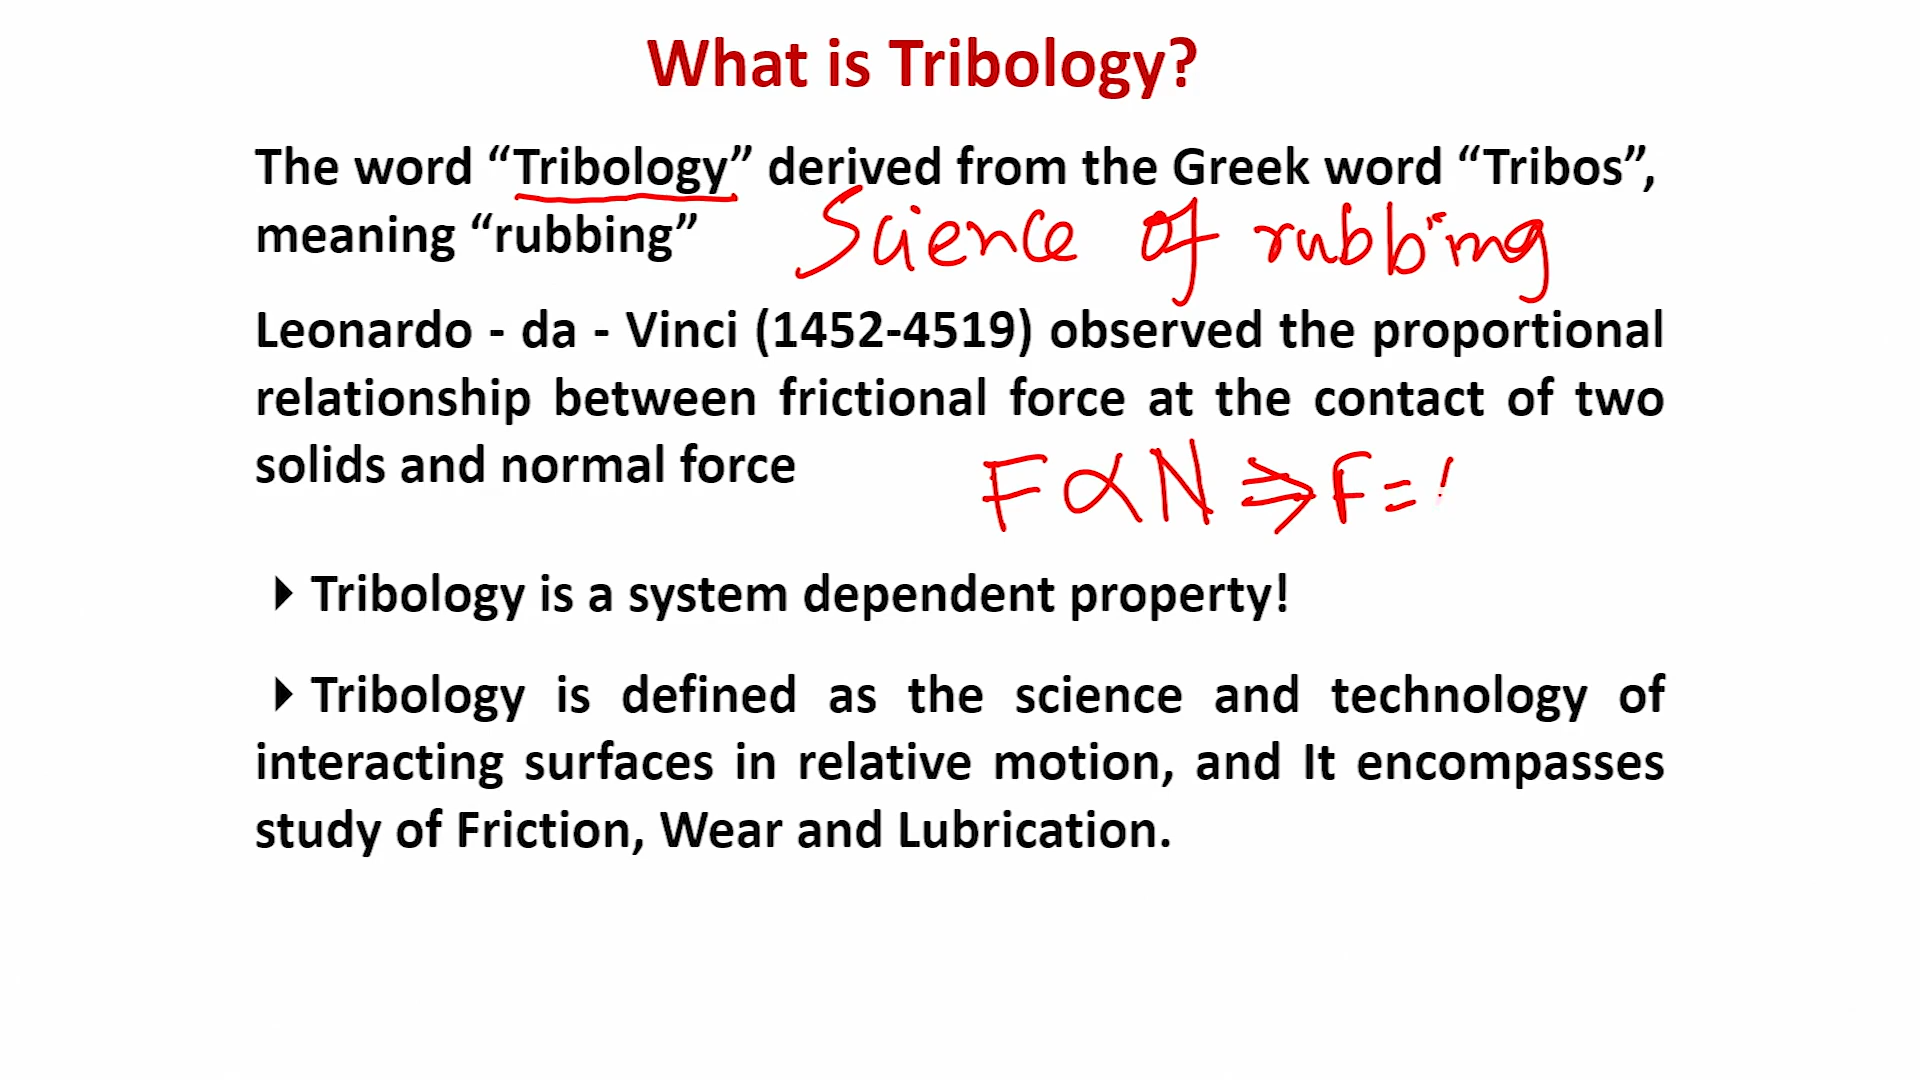 What is Tribology?
The word “Tribology” derived from the Greek word “Tribos”,
meaning “rubbing” Science of rubbing
Leonardo - da - Vinci (1452-4519) observed the proportional
relationship between frictional force at the contact of two
solids and normal force F ∝ N ⇒ F =
▶ Tribology is a system dependent property!
▶ Tribology is defined as the science and technology of
interacting surfaces in relative motion, and It encompasses
study of Friction, Wear and Lubrication.